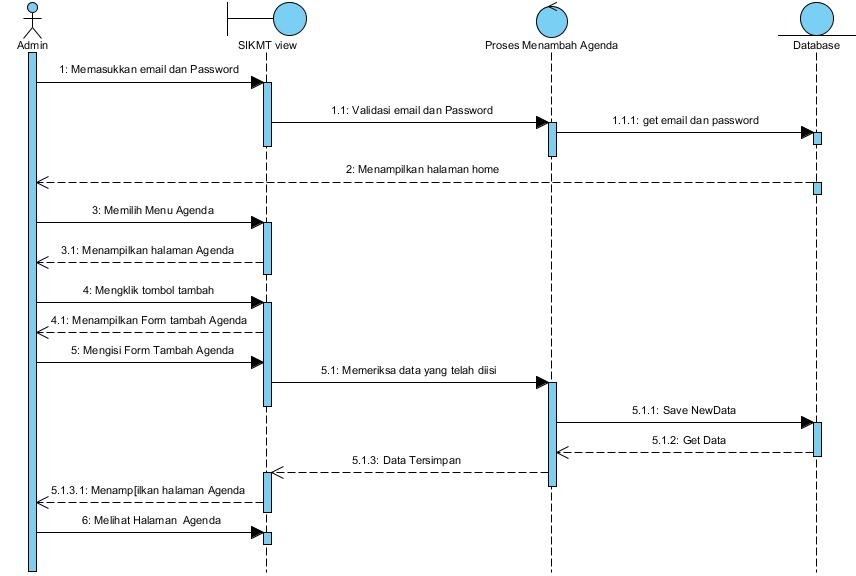 Admin
SIKMT view
Proses Menambah Agenda
Database
1: Memasukkan email dan Password
1.1: Validasi email dan Password
1.1.1: get email dan password
2: Menampilkan halaman home
3: Memilih Menu Agenda
3.1: Menampilkan halaman Agenda
4: Mengklik tombol tambah
4.1: Menampilkan Form tambah Agenda
5: Mengisi Form Tambah Agenda
5.1: Memeriksa data yang telah diisi
5.1.1: Save NewData
5.1.2: Get Data
5.1.3: Data Tersimpan
5.1.3.1: Menamp[ilkan halaman Agenda
6: Melihat Halaman  Agenda